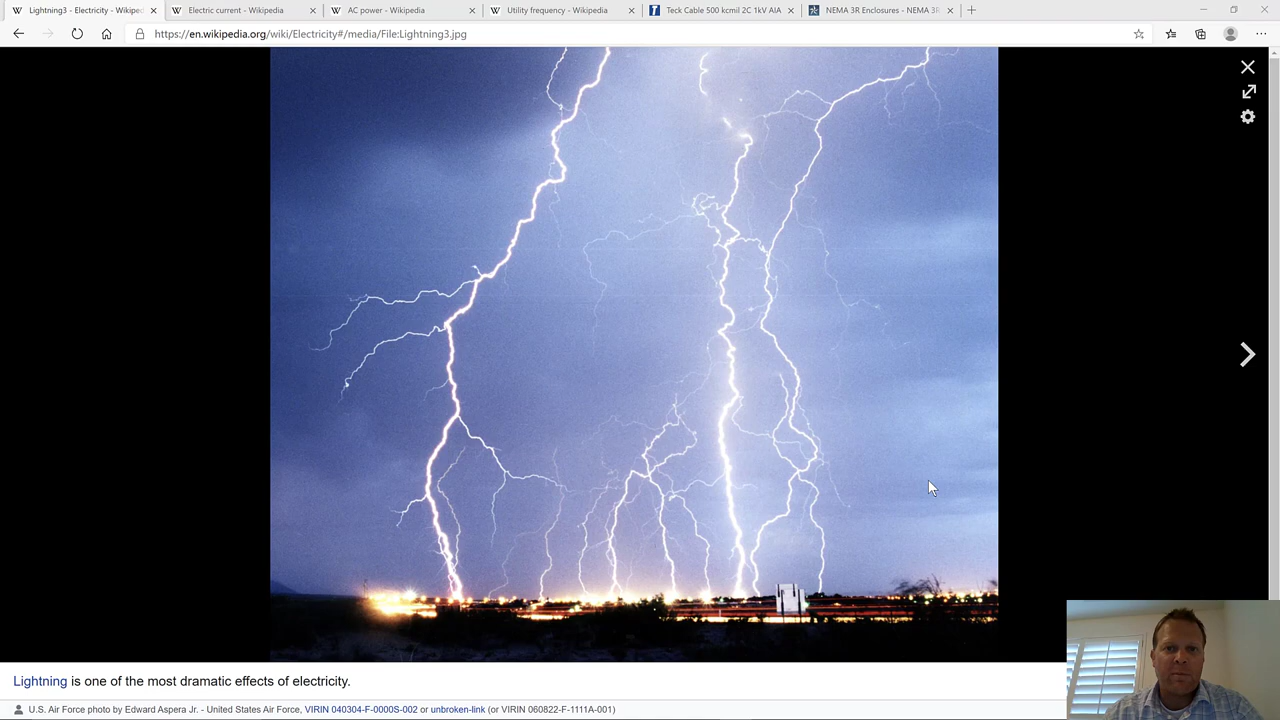 Lightning3 - Electricity - Wikiped
Electric current - Wikipedia
AC power - Wikipedia
Utility frequency - Wikipedia
Teck Cable 500 kcmil 2C 1kV AIA
NEMA 3R Enclosures - NEMA 3R
https://en.wikipedia.org/wiki/Electricity#/media/File:Lightning3.jpg
Lightning is one of the most dramatic effects of electricity.
U.S. Air Force photo by Edward Aspera Jr. - United States Air Force, VIRIN 040304-F-0000S-002 or unbroken-link (or VIRIN 060822-F-1111A-001)